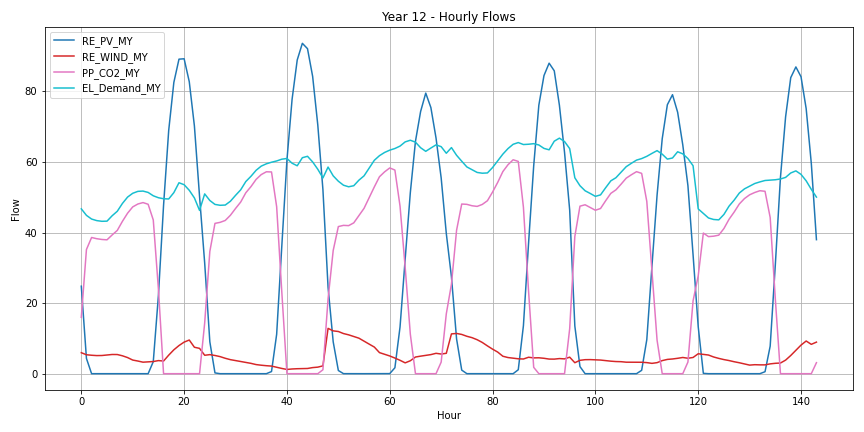 Year 12 - Hourly Flows
RE_PV_MY
RE_WIND_MY
PP_CO2_MY
EL_Demand_MY
Flow
80
60
40
20
0
0 20 40 60 80 100 120 140
Hour